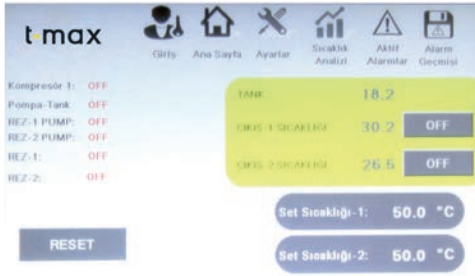 t-max
Giriş Ana Sayfa Ayarlar Sıcaklık Analizi Aktif Alarmlar Alarm Geçmişi
Kompresör 1: OFF
Pompa-Tank: OFF
REZ-1 PUMP: OFF
REZ-2 PUMP: OFF
REZ-1: OFF
REZ-2: OFF
TANK: 18.2
ÇIKIŞ-1 SICAKLIĞI: 30.2 OFF
ÇIKIŞ-2 SICAKLIĞI: 26.5 OFF
Set Sıcaklığı-1: 50.0 °C
Set Sıcaklığı-2: 50.0 °C
RESET